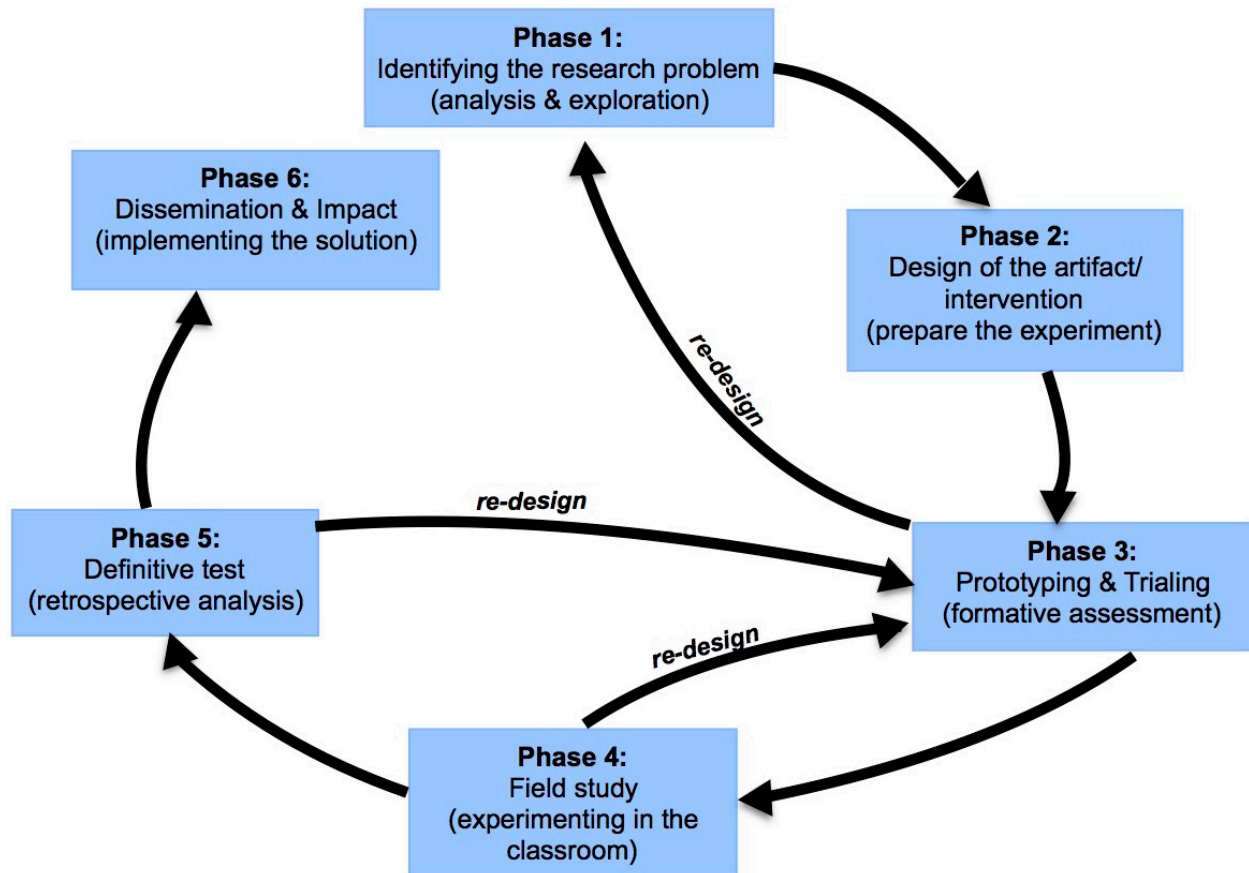 Phase 1:
Identifying the research problem
(analysis & exploration)
Phase 2:
Design of the artifact/
intervention
(prepare the experiment)
Phase 3:
Prototyping & Trialing
(formative assessment)
Phase 4:
Field study
(experimenting in the
classroom)
Phase 5:
Definitive test
(retrospective analysis)
Phase 6:
Dissemination & Impact
(implementing the solution)
re-design
re-design
re-design